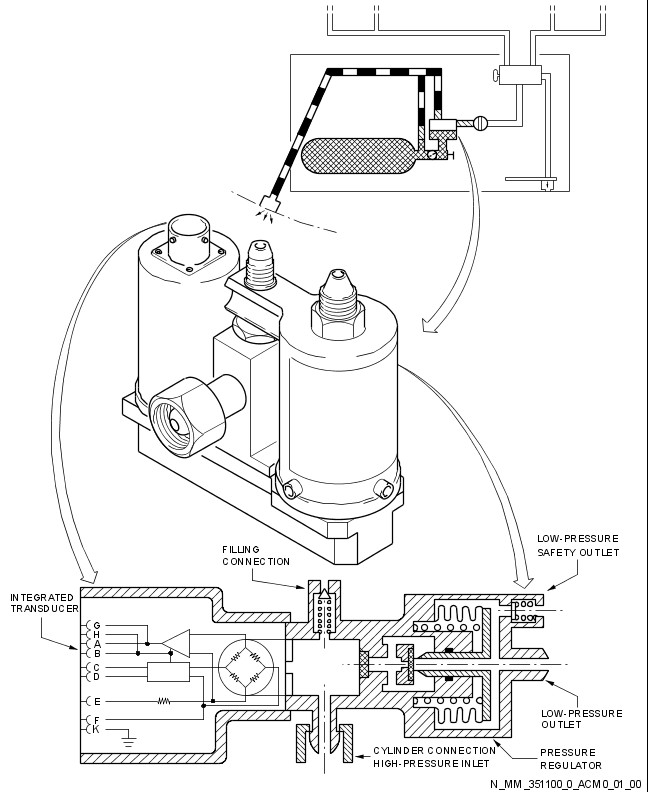 LOW-PRESSURE
SAFETY OUTLET
FILLING
CONNECTION
INTEGRATED
TRANSDUCER
G
H
A
B
C
D
E
F
K
LOW-PRESSURE
OUTLET
CYLINDER CONNECTION
HIGH-PRESSURE INLET
PRESSURE
REGULATOR
N_MM_351100_0_ACM0_01_00